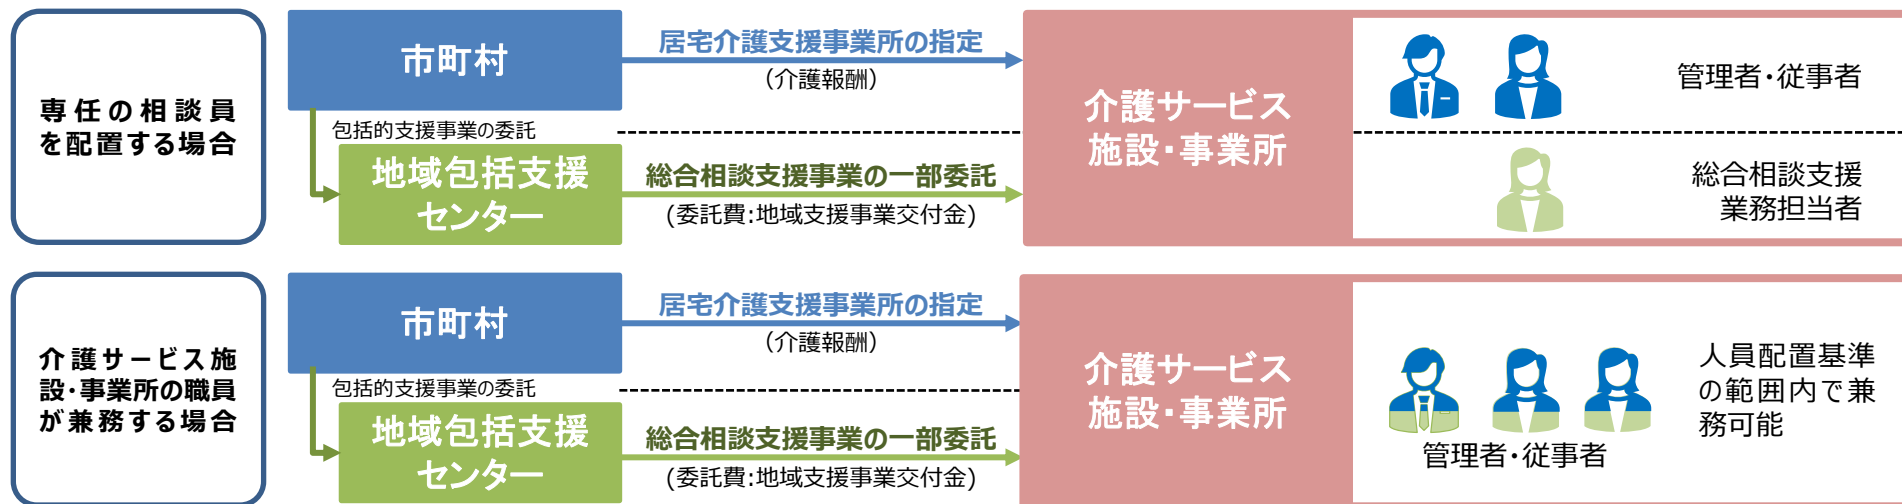 専任の相談員
を配置する場合
市町村
居宅介護支援事業所の指定
(介護報酬)
包括的支援事業の委託
地域包括支援
センター
総合相談支援事業の一部委託
(委託費:地域支援事業交付金)
介護サービス
施設・事業所
管理者・従事者
総合相談支援
業務担当者
介護サービス施
設・事業所の職員
が兼務する場合
市町村
居宅介護支援事業所の指定
(介護報酬)
包括的支援事業の委託
地域包括支援
センター
総合相談支援事業の一部委託
(委託費:地域支援事業交付金)
介護サービス
施設・事業所
管理者・従事者
人員配置基準
の範囲内で兼
務可能